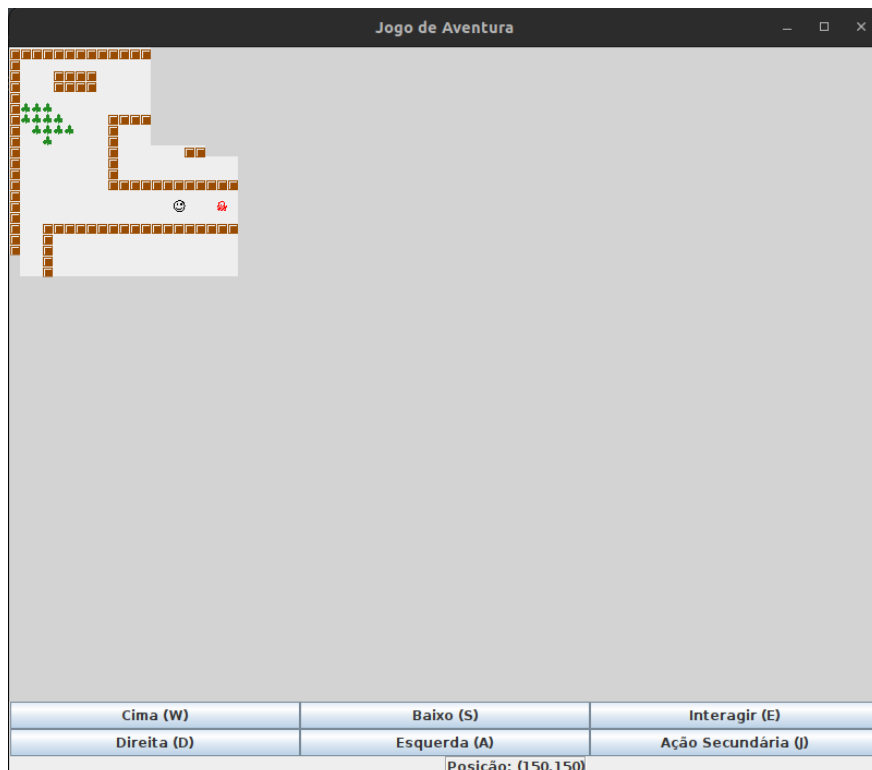 Jogo de Aventura
Cima (W) Baixo (S) Interagir (E)
Direita (D) Esquerda (A) Ação Secundária (J)
Posição: (150,150)